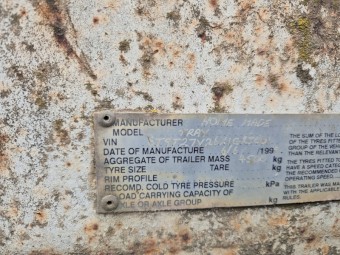 MANUFACTURER
MODEL
VIN
DATE OF MANUFACTURE /199
AGGREGATE OF TRAILER MASS kg
TYRE SIZE TARE kg
RIM PROFILE
RECOMD. COLD TYRE PRESSURE kPa
LOAD CARRYING CAPACITY OF
AXLE OR AXLE GROUP kg
THE SUM OF THE LO
OF THE TYRES FITTED
GROUP OF THE VEHICL
THAN THE RELEVAN
THE TYRES FITTED TO
HAVE A SPEED CATE
THE RECOMMENDED
OPERATING SPEED
THIS TRAILER WAS MA
WITH THE APPLICABLE
RULES.